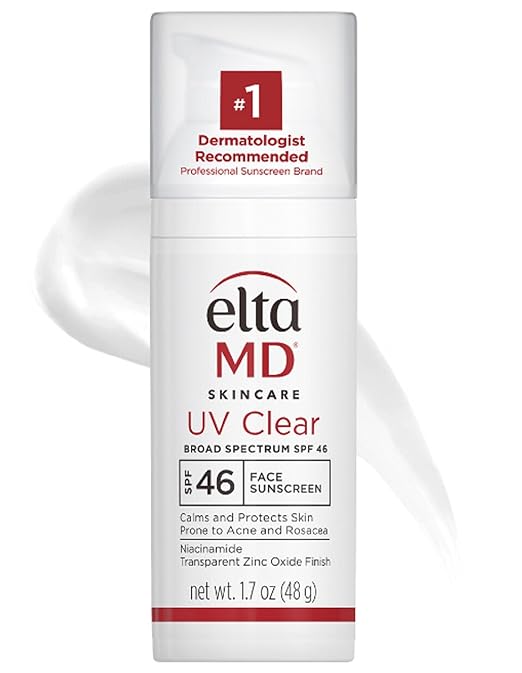 #1
Dermatologist
Recommended
Professional Sunscreen Brand
elta
MD®
SKINCARE
UV Clear
BROAD SPECTRUM SPF 46
SPF 46 FACE
SUNSCREEN
Calms and Protects Skin
Prone to Acne and Rosacea
Niacinamide
Transparent Zinc Oxide Finish
net wt. 1.7 oz (48 g)